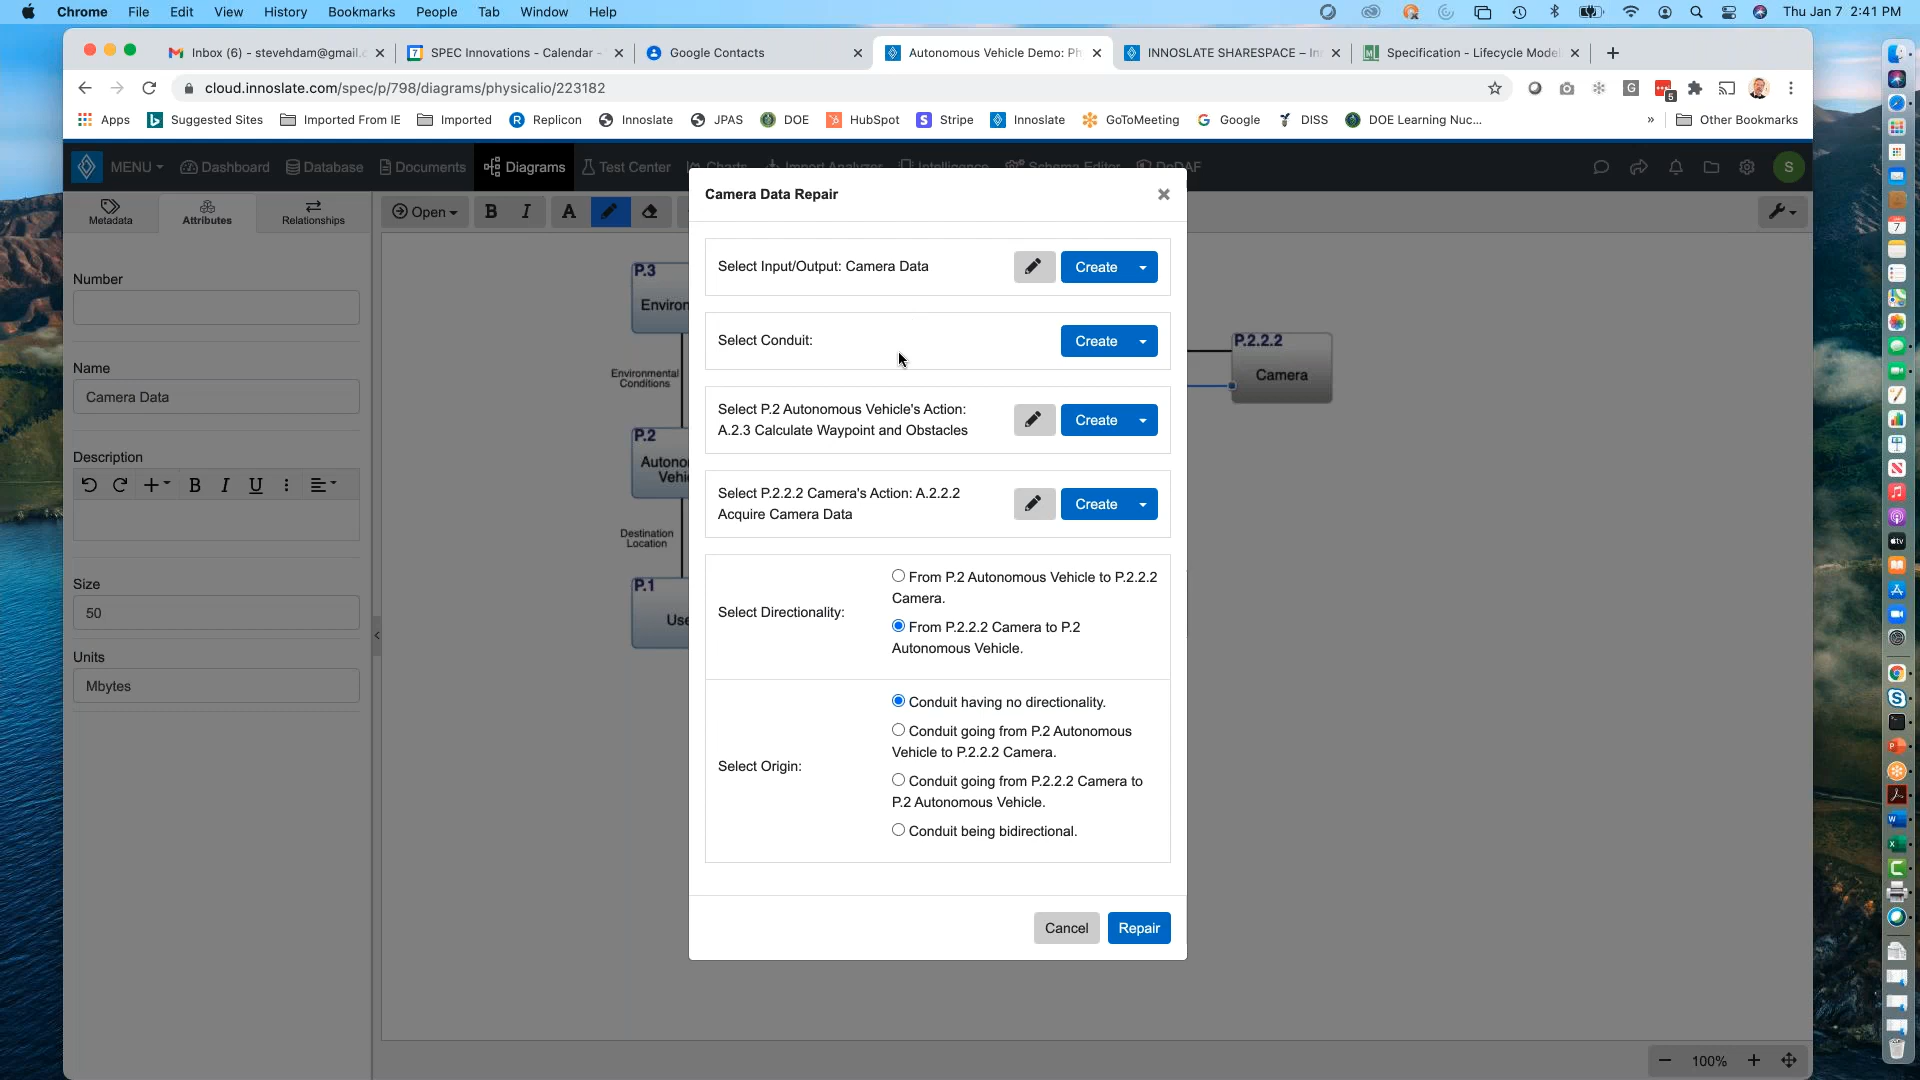 Chrome File Edit View History Bookmarks People Tab Window Help Thu Jan 7 2:41 PM
Inbox (6) - stevehdam@gmail. SPEC Innovations - Calendar - Google Contacts Autonomous Vehicle Demo: Ph INNOSLATE SHARESPACE – In Specification - Lifecycle Model
cloud.innoslate.com/spec/p/798/diagrams/physicalio/223182
G 5
Apps Suggested Sites Imported From IE Imported Replicon Innoslate JPAS DOE HubSpot Stripe Innoslate GoToMeeting Google DISS DOE Learning Nuc... » Other Bookmarks
MENU Dashboard Database Documents Diagrams Test Center Charts Import Analyzer Intelligence Schema Editor DoDAF S
Metadata Attributes Relationships
Open B I A
Number
Name
Camera Data
Description
B I U
Size
50
Units
Mbytes
P.3
Environ
Environmental
Conditions
P.2
Autono
Vehi
Destination
Location
P.1
Use
P.2.2.2
Camera
Camera Data Repair
Select Input/Output: Camera Data Create
Select Conduit: Create
Select P.2 Autonomous Vehicle's Action:
A.2.3 Calculate Waypoint and Obstacles Create
Select P.2.2.2 Camera's Action: A.2.2.2
Acquire Camera Data Create
Select Directionality:
From P.2 Autonomous Vehicle to P.2.2.2
Camera.
From P.2.2.2 Camera to P.2
Autonomous Vehicle.
Select Origin:
Conduit having no directionality.
Conduit going from P.2 Autonomous
Vehicle to P.2.2.2 Camera.
Conduit going from P.2.2.2 Camera to
P.2 Autonomous Vehicle.
Conduit being bidirectional.
Cancel Repair
100%